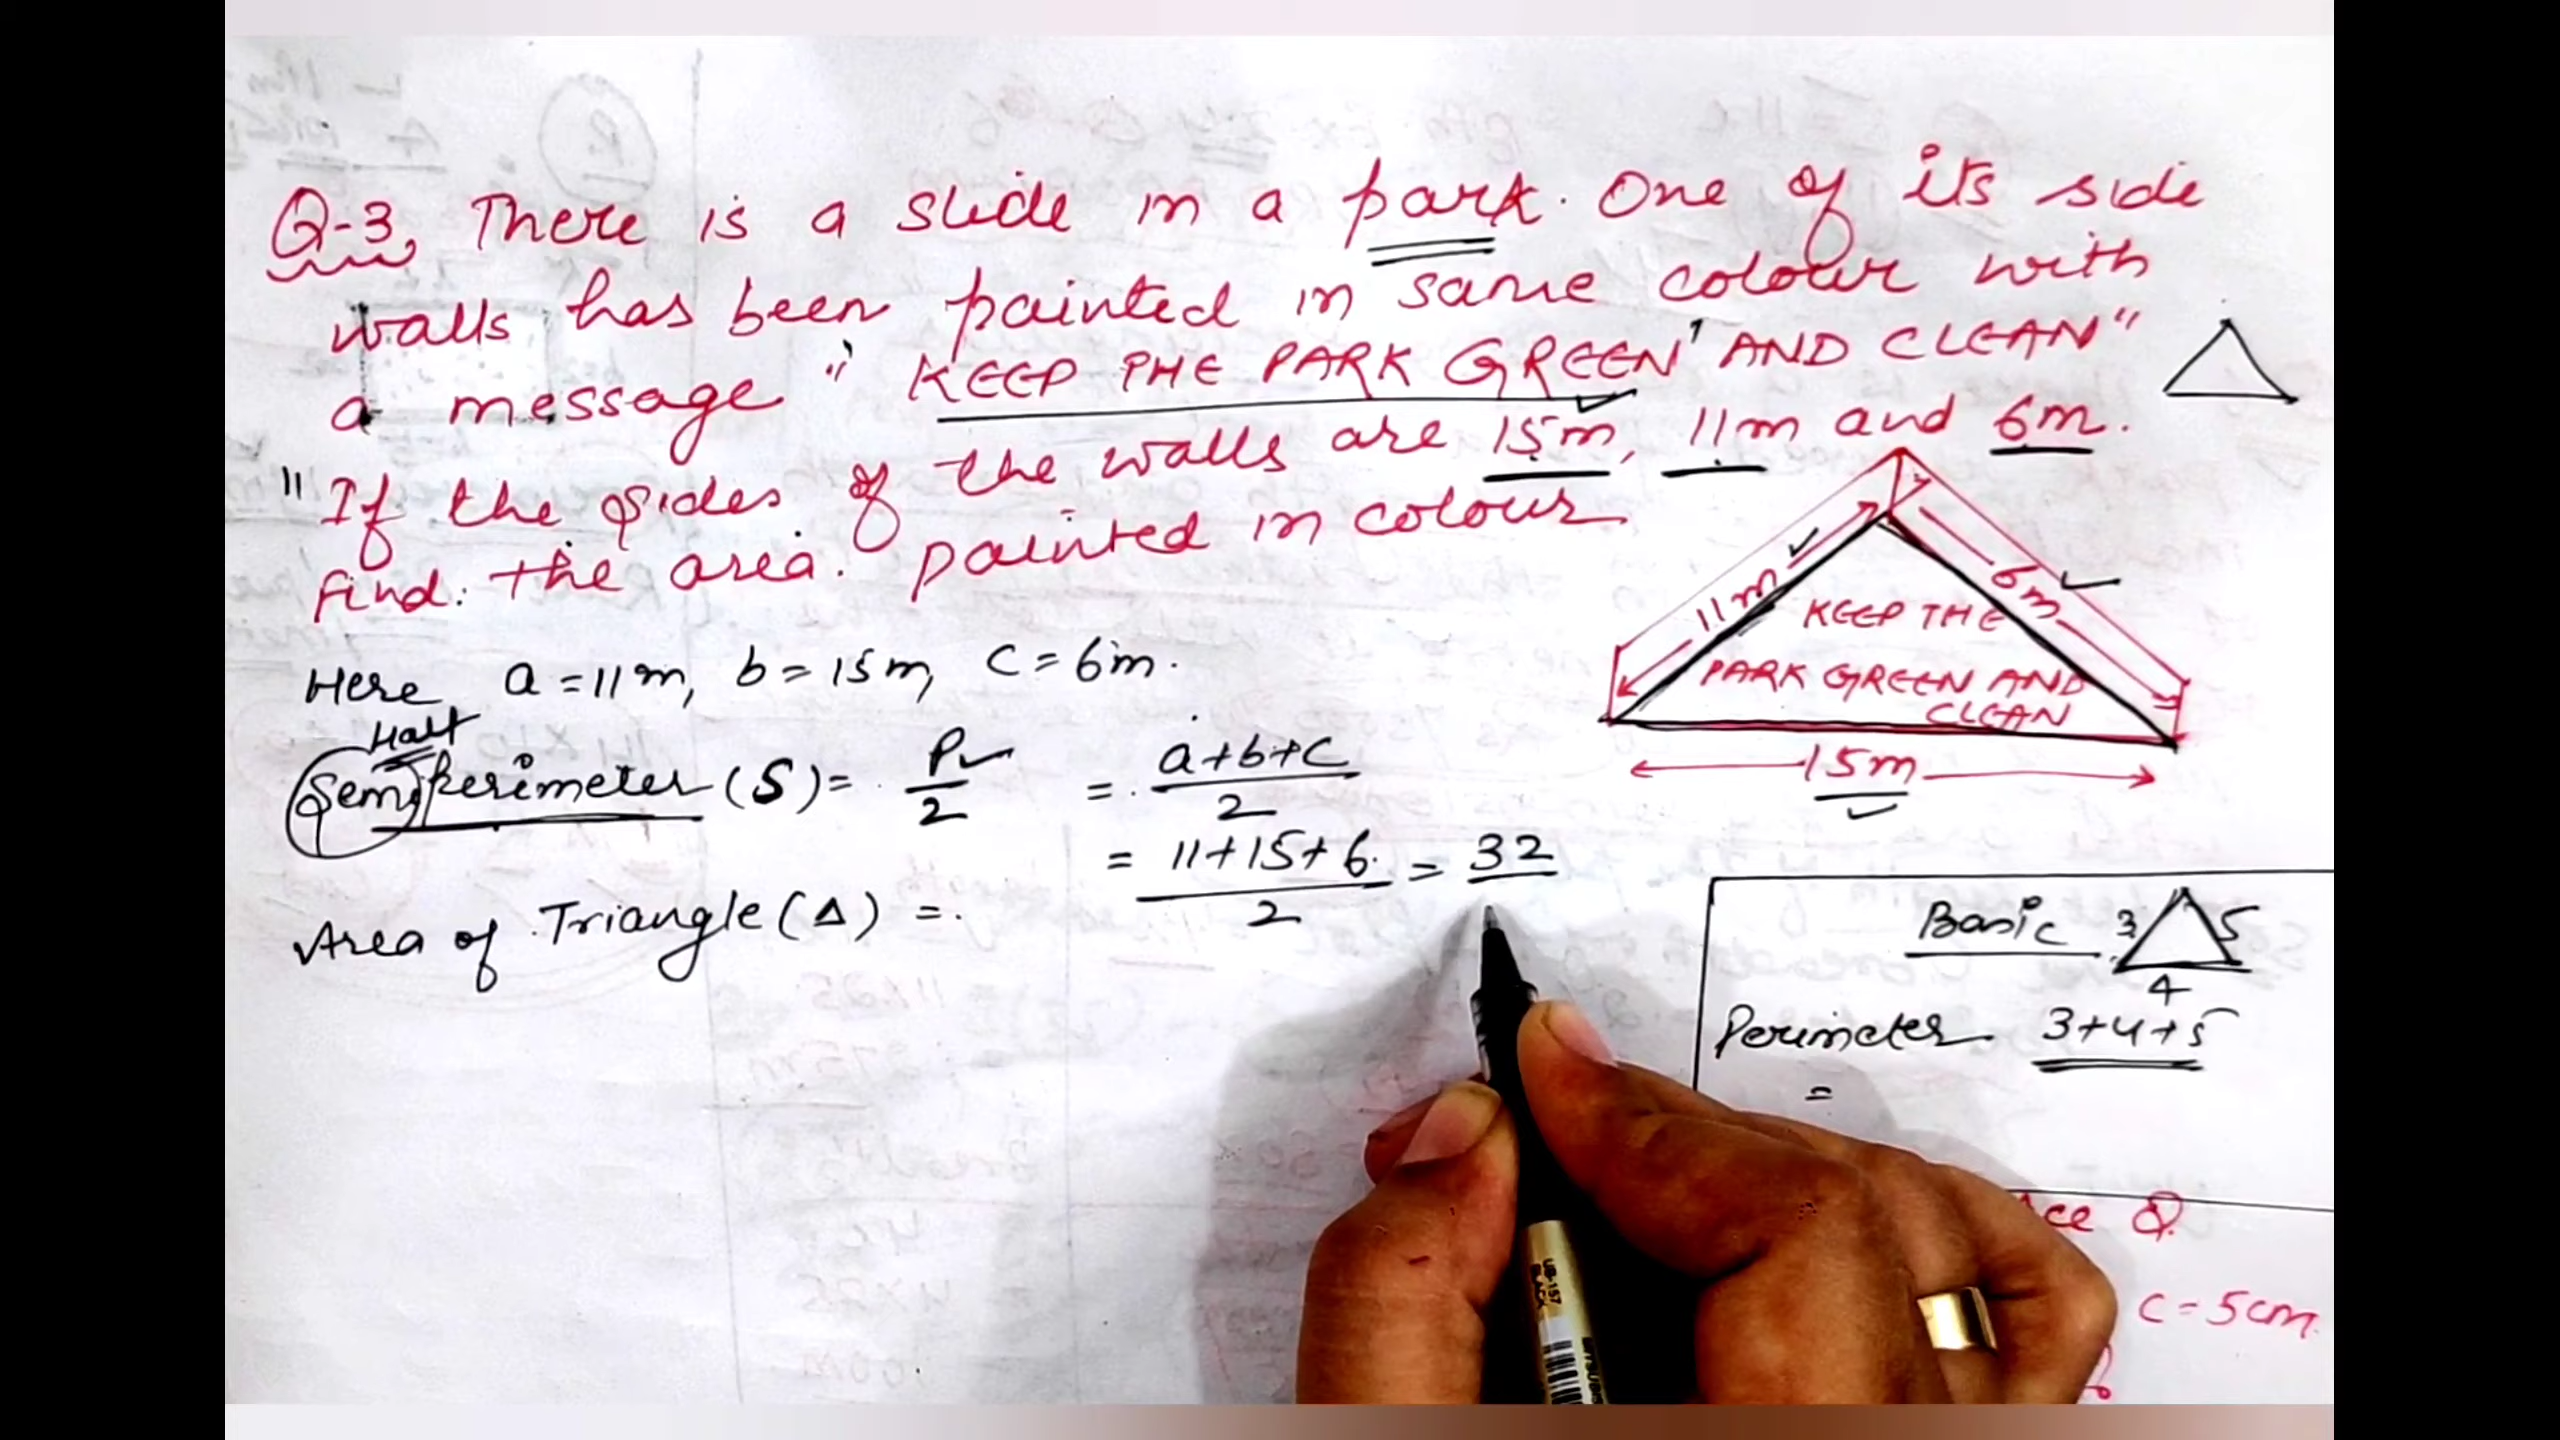 Q-3, There is a slide in a park. One of its side
walls has been painted in same colour with
a message " KEEP THE PARK GREEN AND CLEAN"
"If the sides of the walls are 15m, 11m and 6m.
Find: the area. painted in colour
11m
6m
KEEP THE
PARK GREEN AND
CLEAN
15m
Here a = 11m, b = 15m, c = 6m.
Half
Semi perimeter (S) = P/2 = a+b+c/2
= 11+15+6/2 = 32
Area of Triangle (Δ) =
Basic 3 5
4
Perimeter 3+4+5
=
ce Q.
c = 5cm.